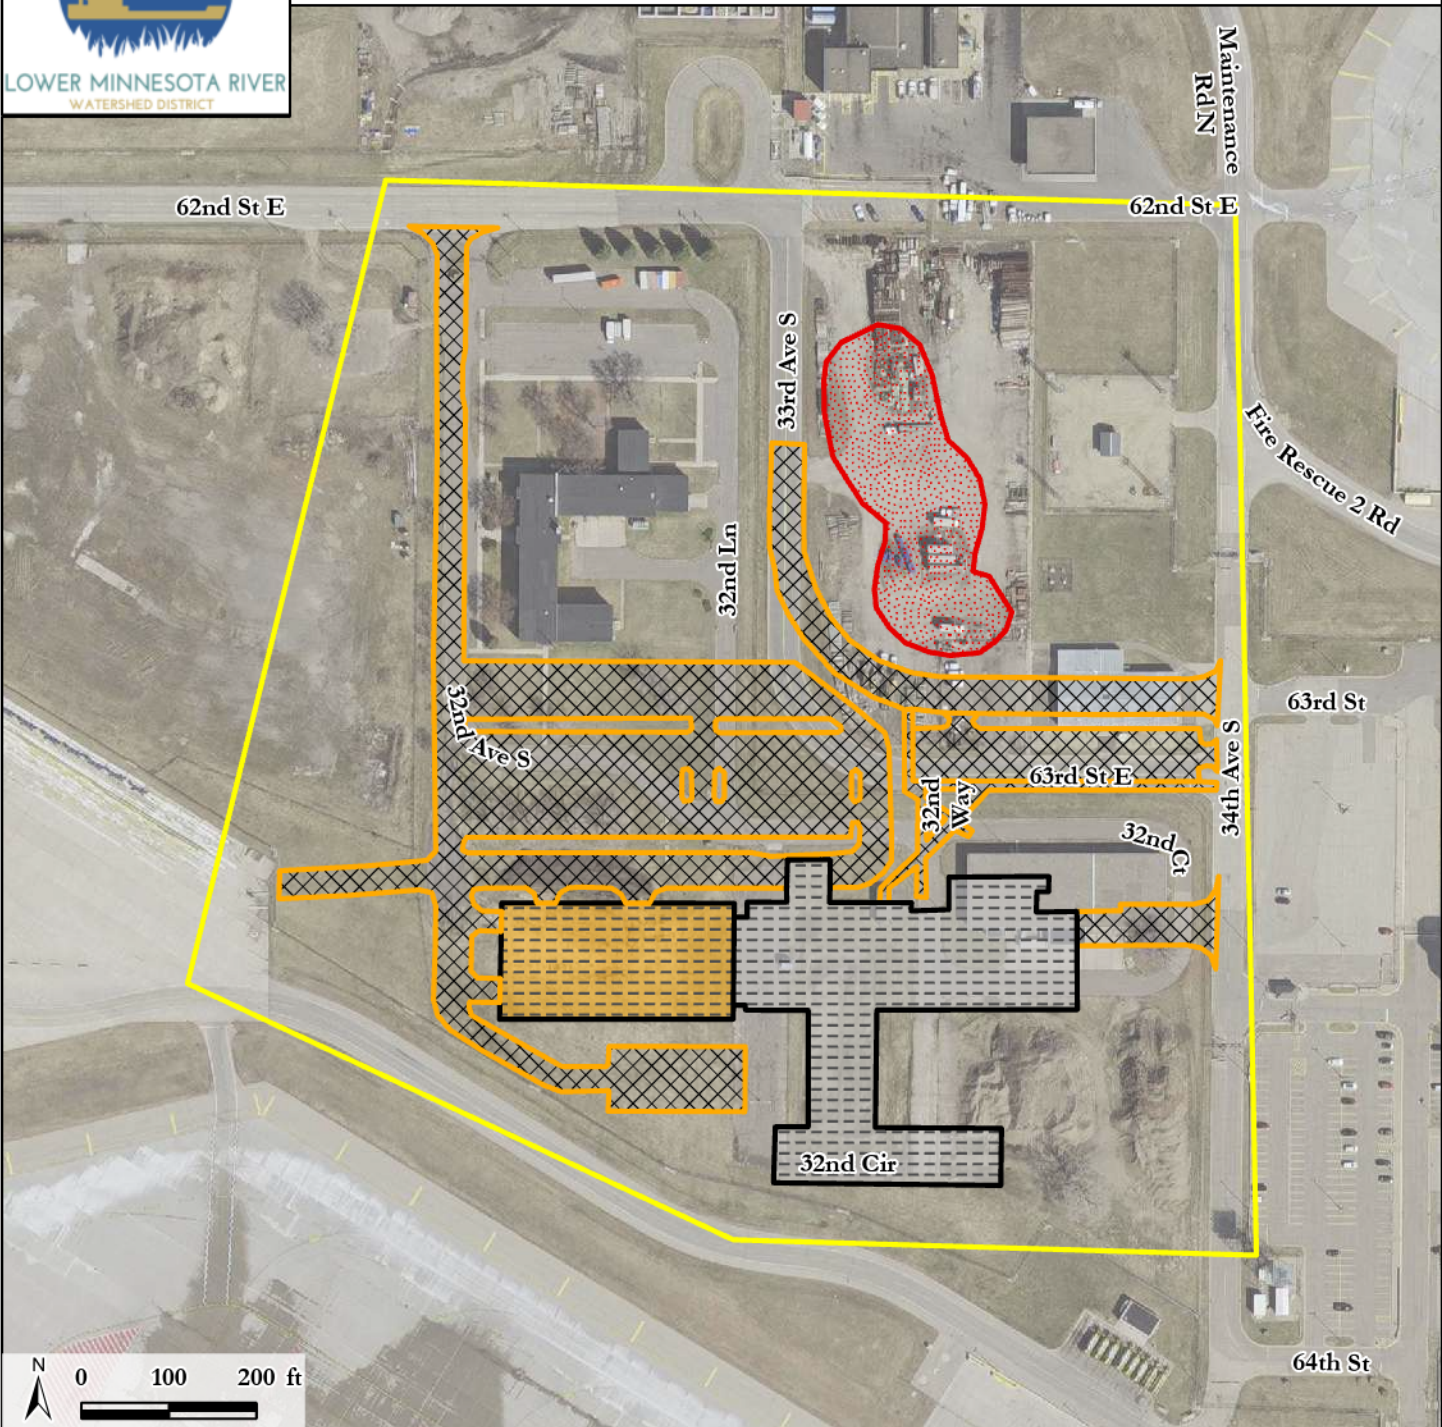 LOWER MINNESOTA RIVER
WATERSHED DISTRICT
Maintenance
Rd N
62nd St E
62nd St E
33rd Ave S
Fire Rescue 2 Rd
32nd Ln
32nd Ave S
63rd St
34th Ave S
63rd St E
32nd
Way
32nd Ct
32nd Cir
64th St
N
0 100 200 ft